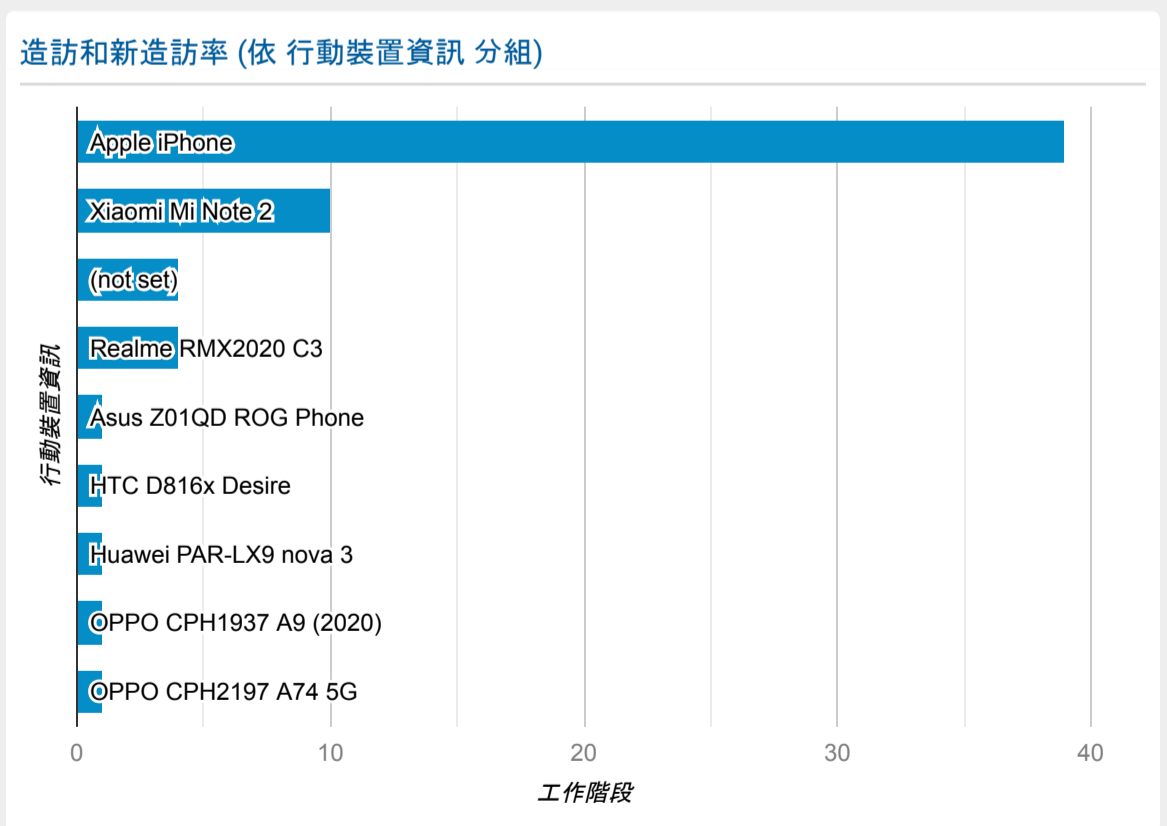 造訪和新造訪率 (依 行動裝置資訊 分組)
Apple iPhone
Xiaomi Mi Note 2
(not set)
Realme RMX2020 C3
Asus Z01QD ROG Phone
HTC D816x Desire
Huawei PAR-LX9 nova 3
OPPO CPH1937 A9 (2020)
OPPO CPH2197 A74 5G
行動裝置資訊
0 10 20 30 40
工作階段